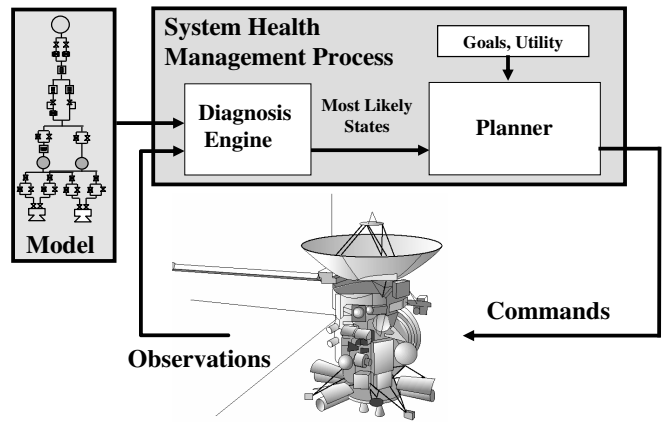 System Health
Management Process
Goals, Utility
Diagnosis
Engine
Most Likely
States
Planner
Model
Observations
Commands